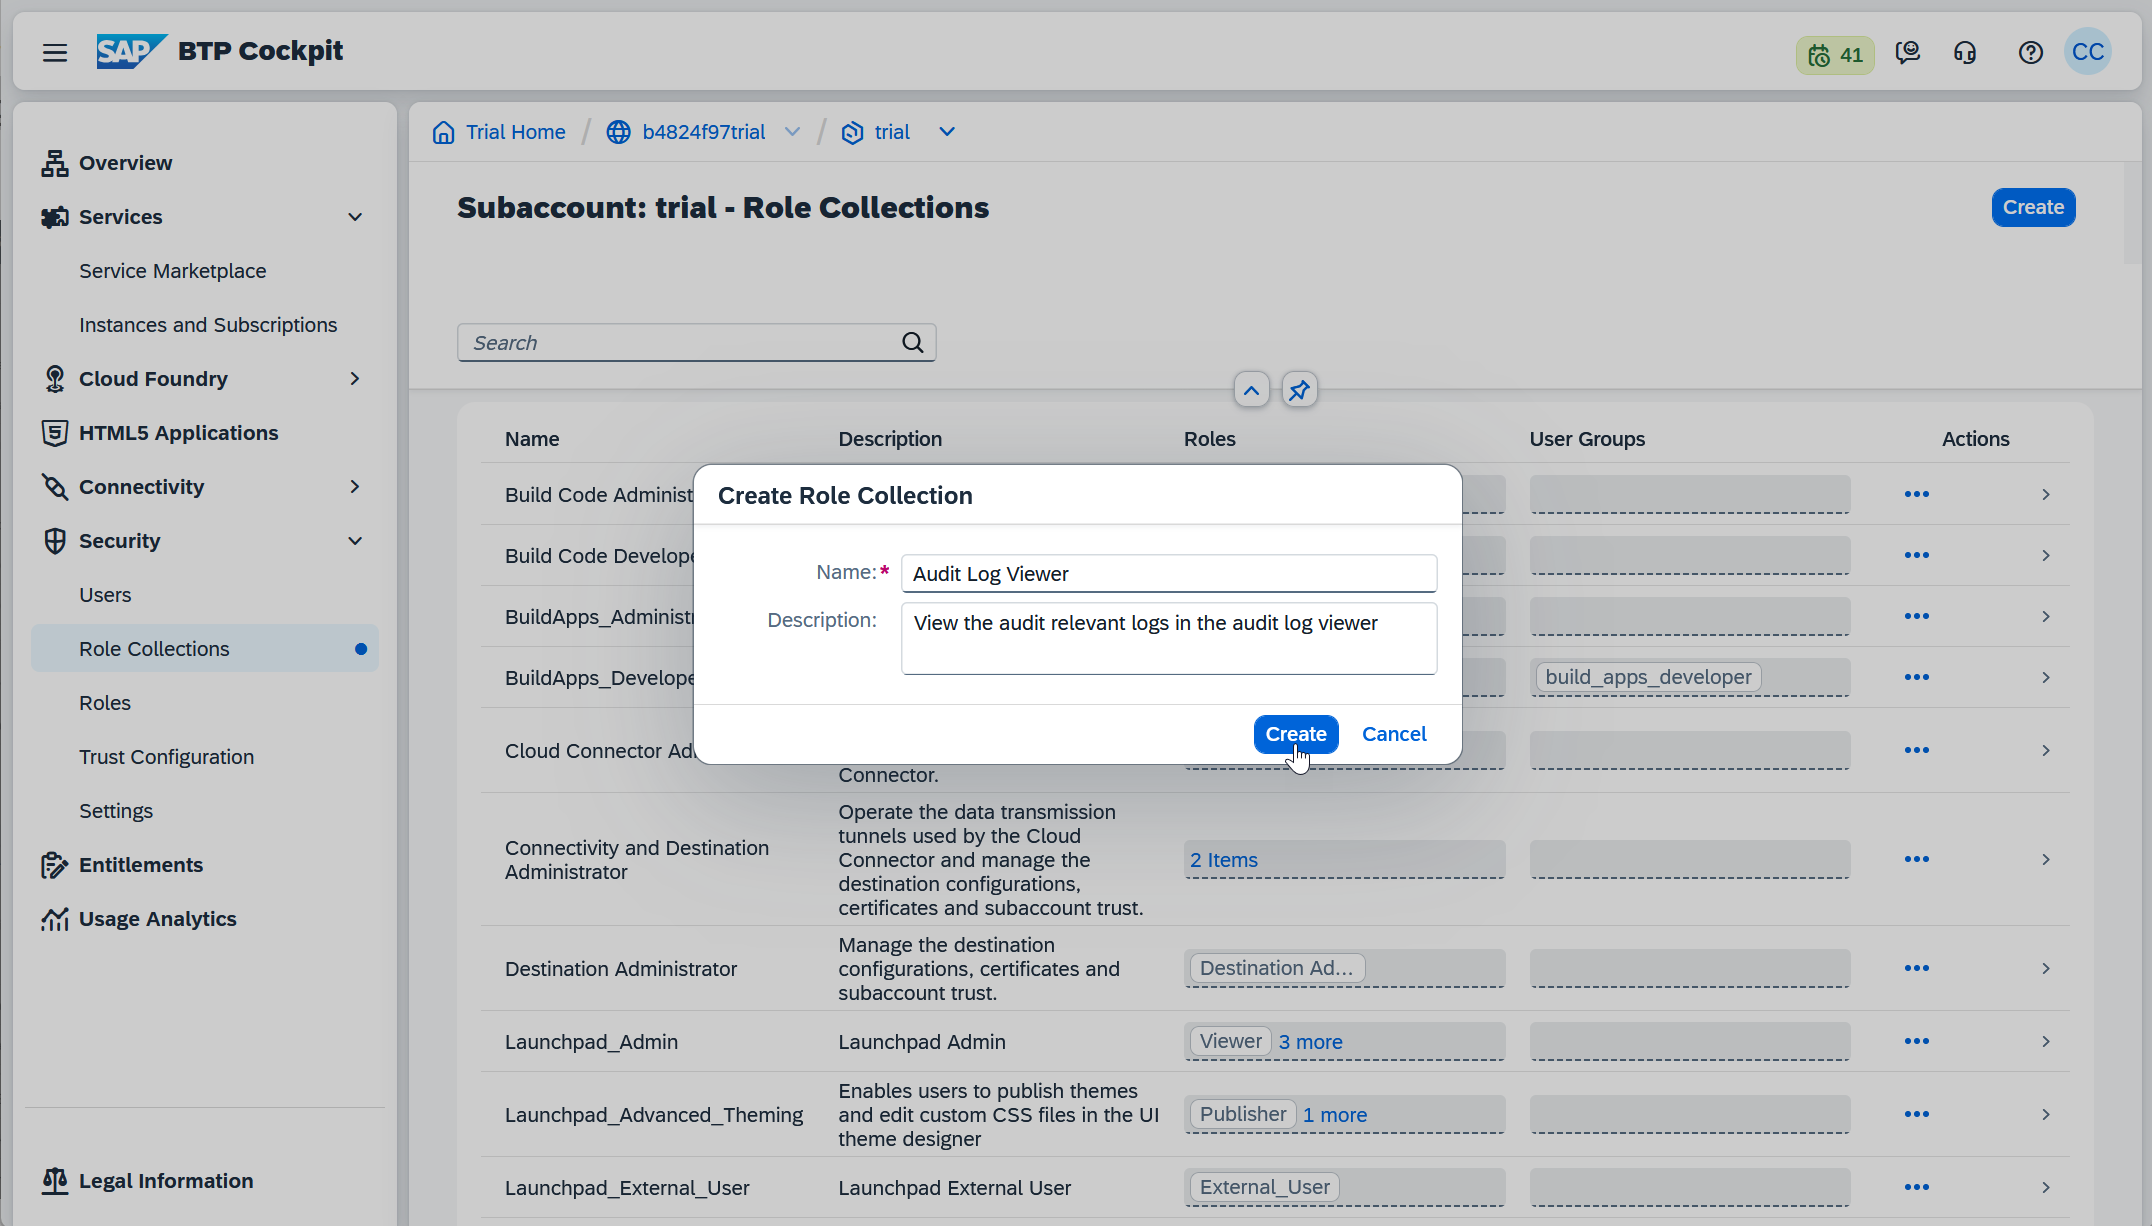 SAP BTP Cockpit
41
CC
Overview
Services
Service Marketplace
Instances and Subscriptions
Cloud Foundry
HTML5 Applications
Connectivity
Security
Users
Role Collections
Roles
Trust Configuration
Settings
Entitlements
Usage Analytics
Legal Information
Trial Home / b4824f97trial / trial
Subaccount: trial - Role Collections
Create
Search
Name Description Roles User Groups Actions
Build Code Administ
Build Code Develope
BuildApps_Administr
BuildApps_Develope
build_apps_developer
Cloud Connector Ad
Connector.
Create Role Collection
Name:* Audit Log Viewer
Description: View the audit relevant logs in the audit log viewer
Create Cancel
Connectivity and Destination
Administrator
Operate the data transmission
tunnels used by the Cloud
Connector and manage the
destination configurations,
certificates and subaccount trust.
2 Items
Destination Administrator
Manage the destination
configurations, certificates and
subaccount trust.
Destination Ad...
Launchpad_Admin
Launchpad Admin
Viewer 3 more
Launchpad_Advanced_Theming
Enables users to publish themes
and edit custom CSS files in the UI
theme designer
Publisher 1 more
Launchpad_External_User
Launchpad External User
External_User